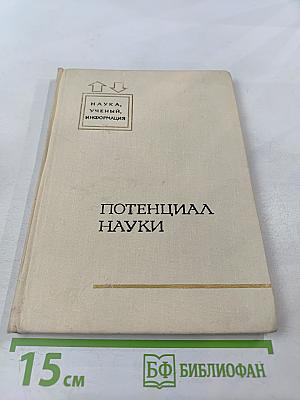 НАУКА,
УЧЕНЫЙ,
ИНФОРМАЦИЯ
ПОТЕНЦИАЛ
НАУКИ
15 см
БФ БИБЛИОФАН